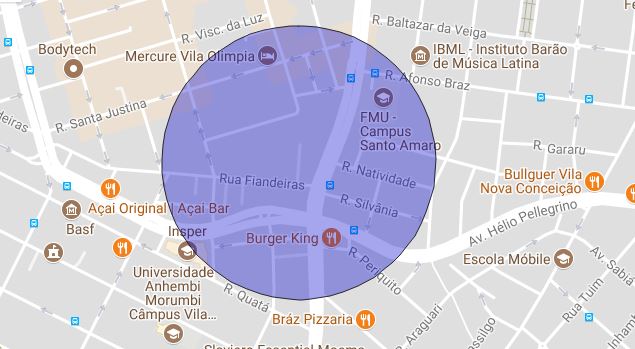 R. Visc. da Luz
R. Baltazar da Veiga
Bodytech
Mercure Vila Olimpia
IBML - Instituto Barão
de Música Latina
R. Afonso Braz
R. Santa Justina
FMU -
Campus
Santo Amaro
R. Gararu
R. Natividade
Bullguer Vila
Nova Conceição
Rua Fiandeiras
R. Silvânia
Açaí Original | Açaí Bar
Basf
Insper
Burger King
Av. Hélio Pellegrino
Escola Móbile
Av. Sabiá
Universidade
Anhembi
Morumbi
Câmpus Vila...
R. Periquito
R. Quatá
Rua Tuim
R. Araguari
Bráz Pizzaria